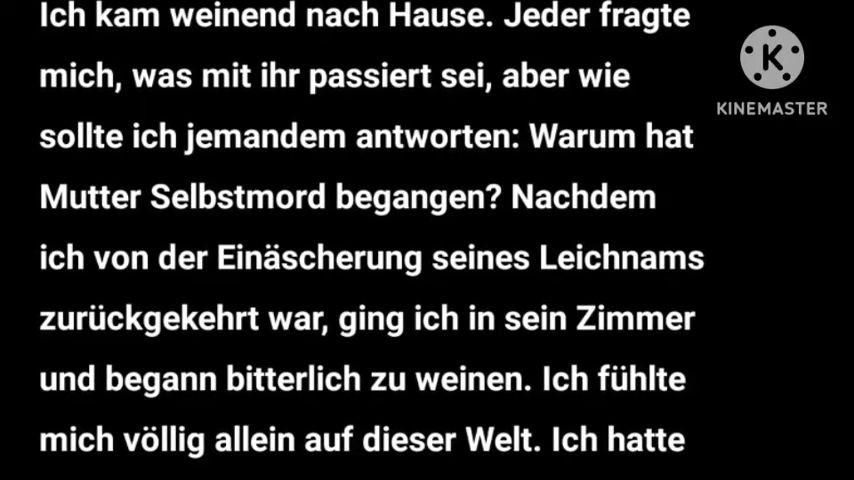 Ich kam weinend nach Hause. Jeder fragte
mich, was mit ihr passiert sei, aber wie
sollte ich jemandem antworten: Warum hat
Mutter Selbstmord begangen? Nachdem
ich von der Einäscherung seines Leichnams
zurückgekehrt war, ging ich in sein Zimmer
und begann bitterlich zu weinen. Ich fühlte
mich völlig allein auf dieser Welt. Ich hatte
K
KINEMASTER